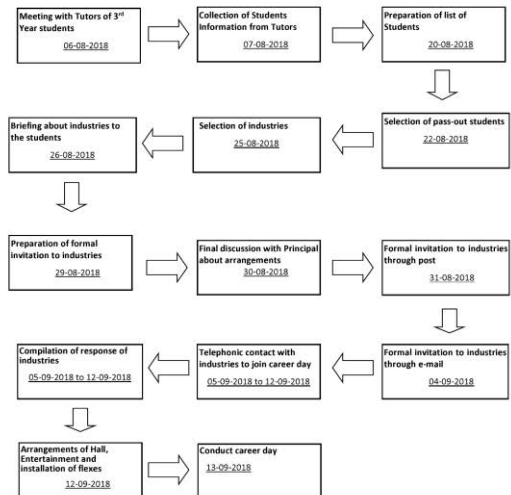 Meeting with Tutors of 3rd
Year students
06-08-2018
Collection of Students
Information from Tutors
07-08-2018
Preparation of list of
Students
20-08-2018
Selection of pass-out students
22-08-2018
Selection of industries
25-08-2018
Briefing about industries to
the students
26-08-2018
Preparation of formal
invitation to industries
29-08-2018
Final discussion with Principal
about arrangements
30-08-2018
Formal invitation to industries
through post
31-08-2018
Formal invitation to industries
through e-mail
04-09-2018
Telephonic contact with
industries to join career day
05-09-2018 to 12-09-2018
Compilation of response of
industries
05-09-2018 to 12-09-2018
Arrangements of Hall,
Entertainment and
installation of flexes
12-09-2018
Conduct career day
13-09-2018